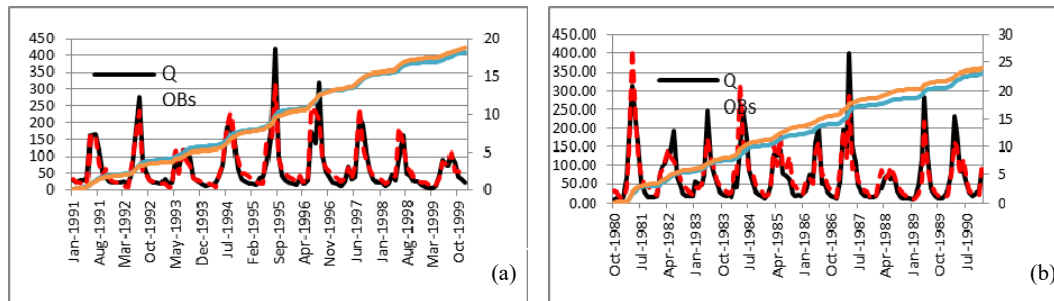 450
400
350
300
250
200
150
100
50
0
20
15
10
5
0
Q
OBs
Jan-1991
Aug-1991
Mar-1992
Oct-1992
May-1993
Dec-1993
Jul-1994
Feb-1995
Sep-1995
Apr-1996
Nov-1996
Jun-1997
Jan-1998
Aug-1998
Mar-1999
Oct-1999
(a)
450.00
400.00
350.00
300.00
250.00
200.00
150.00
100.00
50.00
0.00
30
25
20
15
10
5
0
Q
OBs
Oct-1980
Jul-1981
Apr-1982
Jan-1983
Oct-1983
Jul-1984
Apr-1985
Jan-1986
Oct-1986
Jul-1987
Apr-1988
Jan-1989
Oct-1989
Jul-1990
(b)